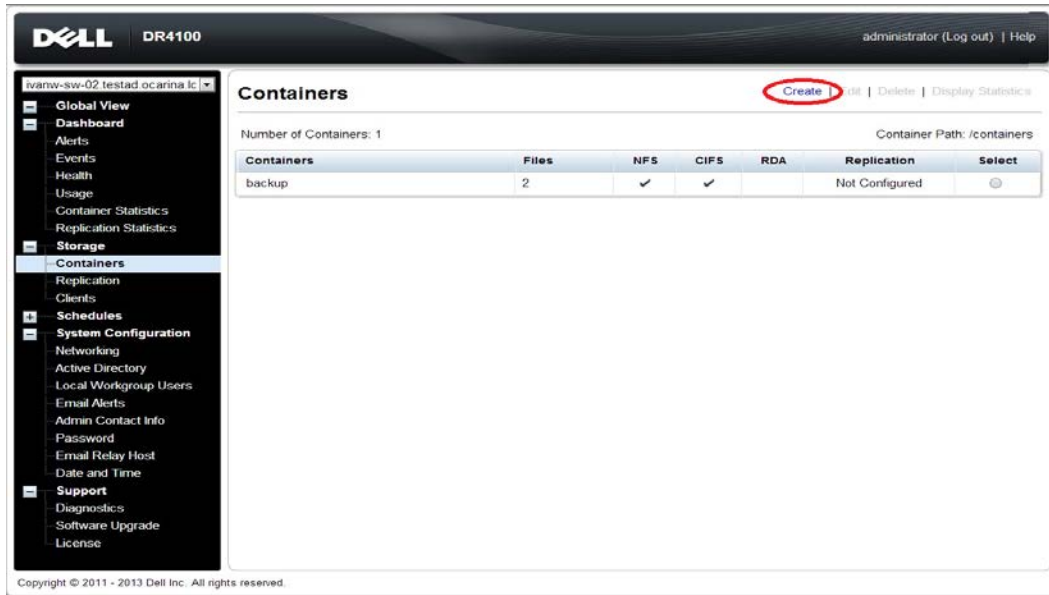 DELL DR4100
administrator (Log out) | Help
ivanw-sw-02.testad.ocarina.lc
Global View
Dashboard
Alerts
Events
Health
Usage
Container Statistics
Replication Statistics
Storage
Containers
Replication
Clients
Schedules
System Configuration
Networking
Active Directory
Local Workgroup Users
Email Alerts
Admin Contact Info
Password
Email Relay Host
Date and Time
Support
Diagnostics
Software Upgrade
License
Containers
Create | Edit | Delete | Display Statistics
Number of Containers: 1
Container Path: /containers
Containers Files NFS CIFS RDA Replication Select
backup 2 ✔ ✔ Not Configured
Copyright © 2011 - 2013 Dell Inc. All rights reserved.